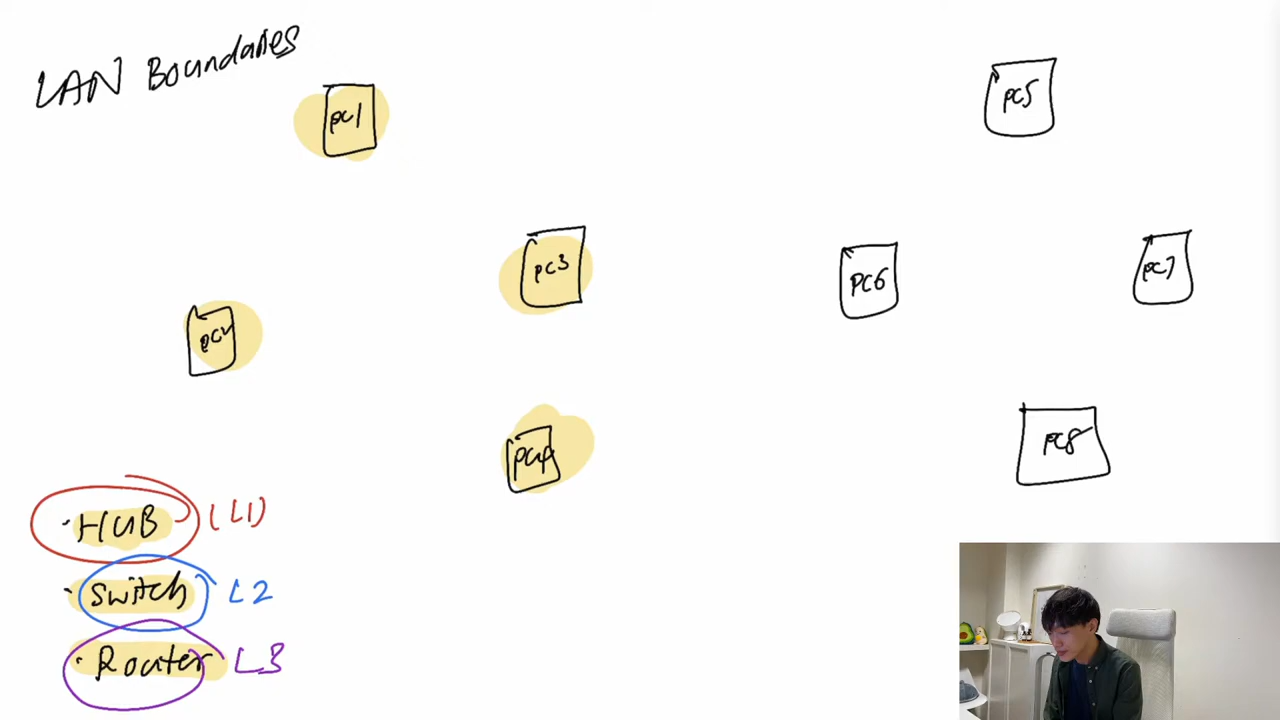 LAN Boundaries
pc1
pc5
pc3
pc6
pc7
pc2
pc4
pc8
· HUB (L1)
· Switch L2
· Router L3